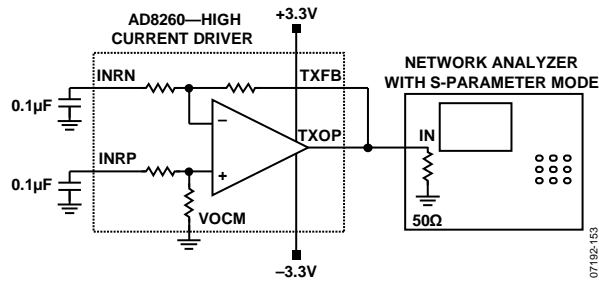 AD8260—HIGH
CURRENT DRIVER
+3.3V
INRN
TXFB
0.1µF
–
TXOP
INRP
+
0.1µF
VOCM
–3.3V
NETWORK ANALYZER
WITH S-PARAMETER MODE
IN
50Ω
07192-153